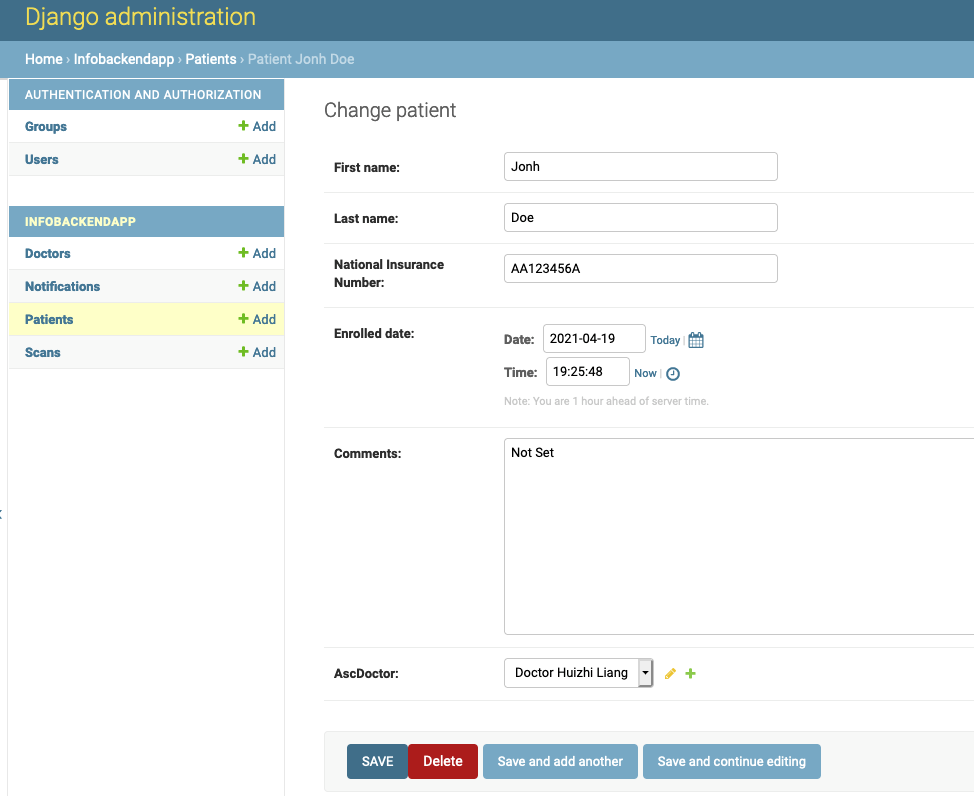 Django administration
Home › Infobackendapp › Patients › Patient Jonh Doe
AUTHENTICATION AND AUTHORIZATION
Groups + Add
Users + Add
INFOBACKENDAPP
Doctors + Add
Notifications + Add
Patients + Add
Scans + Add
Change patient
First name: Jonh
Last name: Doe
National Insurance
Number:
AA123456A
Enrolled date:
Date: 2021-04-19 Today |
Time: 19:25:48 Now |
Note: You are 1 hour ahead of server time.
Comments: Not Set
AscDoctor: Doctor Huizhi Liang
SAVE Delete Save and add another Save and continue editing